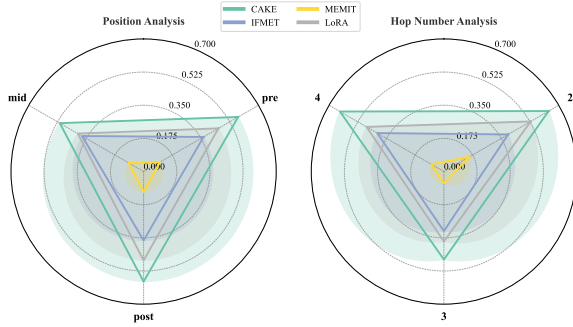 CAKE
MEMIT
IFMET
LoRA
Position Analysis
Hop Number Analysis
0.700
0.525
0.350
0.175
0.000
mid
pre
post
0.700
0.525
0.350
0.175
0.000
4
2
3